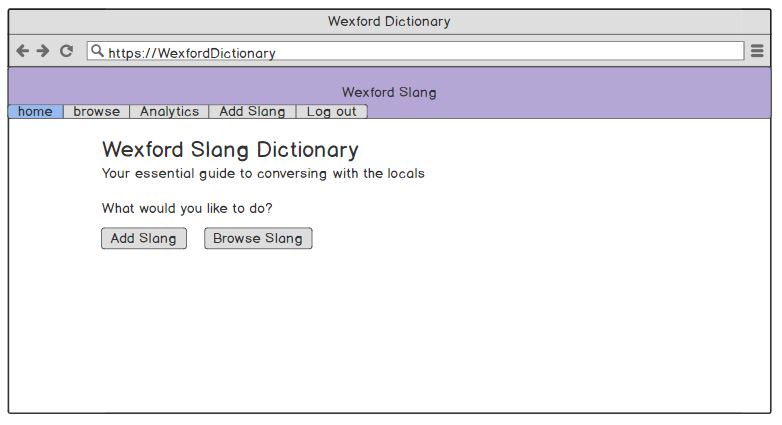 Wexford Dictionary
https://WexfordDictionary
Wexford Slang
home browse Analytics Add Slang Log out
Wexford Slang Dictionary
Your essential guide to conversing with the locals
What would you like to do?
Add Slang Browse Slang